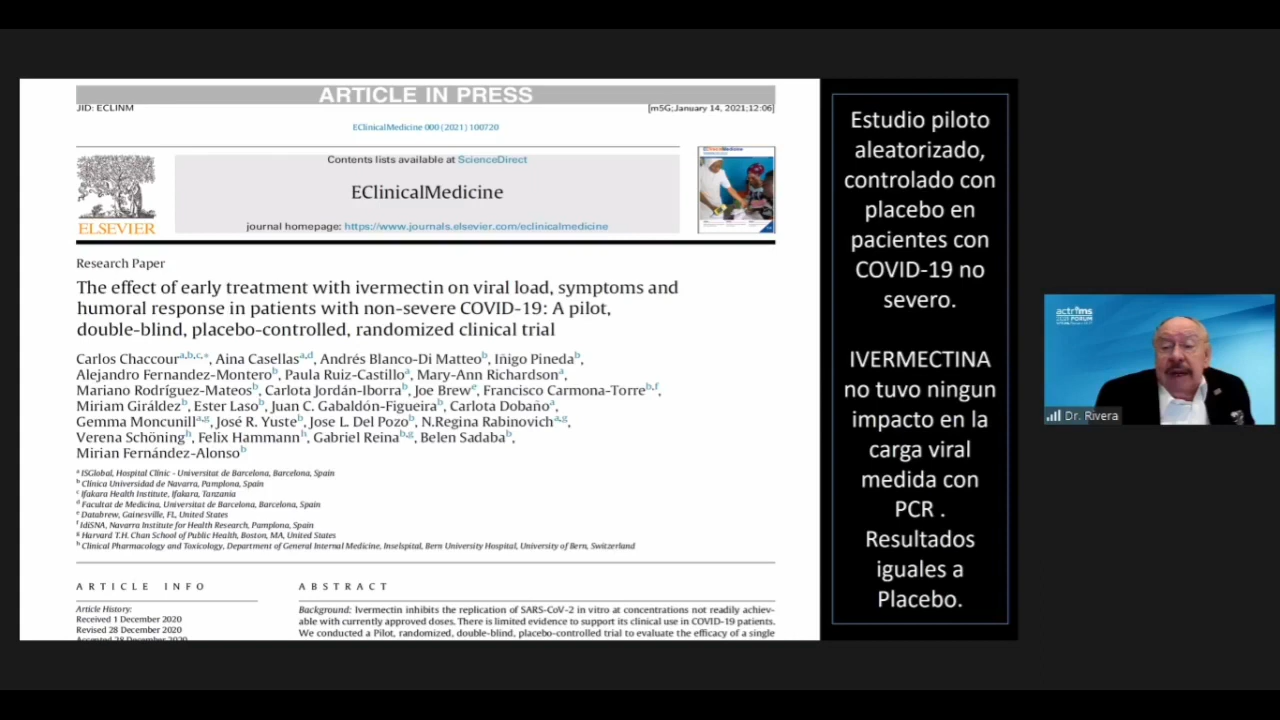 ARTICLE IN PRESS
JID: ECLINM
[m5G;January 14, 2021;12:06]
EClinicalMedicine 000 (2021) 100720
Contents lists available at ScienceDirect
EClinicalMedicine
journal homepage: https://www.journals.elsevier.com/eclinicalmedicine
ELSEVIER
Research Paper
The effect of early treatment with ivermectin on viral load, symptoms and
humoral response in patients with non-severe COVID-19: A pilot,
double-blind, placebo-controlled, randomized clinical trial
Carlos Chaccour a,b,c,*, Aina Casellas a,d, Andrés Blanco-Di Matteo b, Iñigo Pineda b,
Alejandro Fernandez-Montero b, Paula Ruiz-Castillo a, Mary-Ann Richardson a,
Mariano Rodríguez-Mateos b, Carlota Jordán-Iborra b, Joe Brew e, Francisco Carmona-Torre b,f,
Miriam Giráldez b, Ester Laso b, Juan C. Gabaldón-Figueira b, Carlota Dobaño a,
Gemma Moncunill a,g, José R. Yuste b, Jose L. Del Pozo b, N.Regina Rabinovich a,g,
Verena Schöning h, Felix Hammann h, Gabriel Reina b,g, Belen Sadaba b,
Mirian Fernández-Alonso b
a ISGlobal, Hospital Clínic - Universitat de Barcelona, Barcelona, Spain
b Clínica Universidad de Navarra, Pamplona, Spain
c Ifakara Health Institute, Ifakara, Tanzania
d Facultat de Medicina, Universitat de Barcelona, Barcelona, Spain
e Databrew, Gainesville, FL, United States
f IdiSNA, Navarra Institute for Health Research, Pamplona, Spain
g Harvard T.H. Chan School of Public Health, Boston, MA, United States
h Clinical Pharmacology and Toxicology, Department of General Internal Medicine, Inselspital, Bern University Hospital, University of Bern, Switzerland
ARTICLE INFO
Article History:
Received 1 December 2020
Revised 28 December 2020
Accepted 28 December 2020
ABSTRACT
Background: Ivermectin inhibits the replication of SARS-CoV-2 in vitro at concentrations not readily achiev-
able with currently approved doses. There is limited evidence to support its clinical use in COVID-19 patients.
We conducted a Pilot, randomized, double-blind, placebo-controlled trial to evaluate the efficacy of a single
Estudio piloto
aleatorizado,
controlado con
placebo en
pacientes con
COVID-19 no
severo.
IVERMECTINA
no tuvo ningun
impacto en la
carga viral
medida con
PCR .
Resultados
iguales a
Placebo.
actrims
FORUM
Dr. Rivera